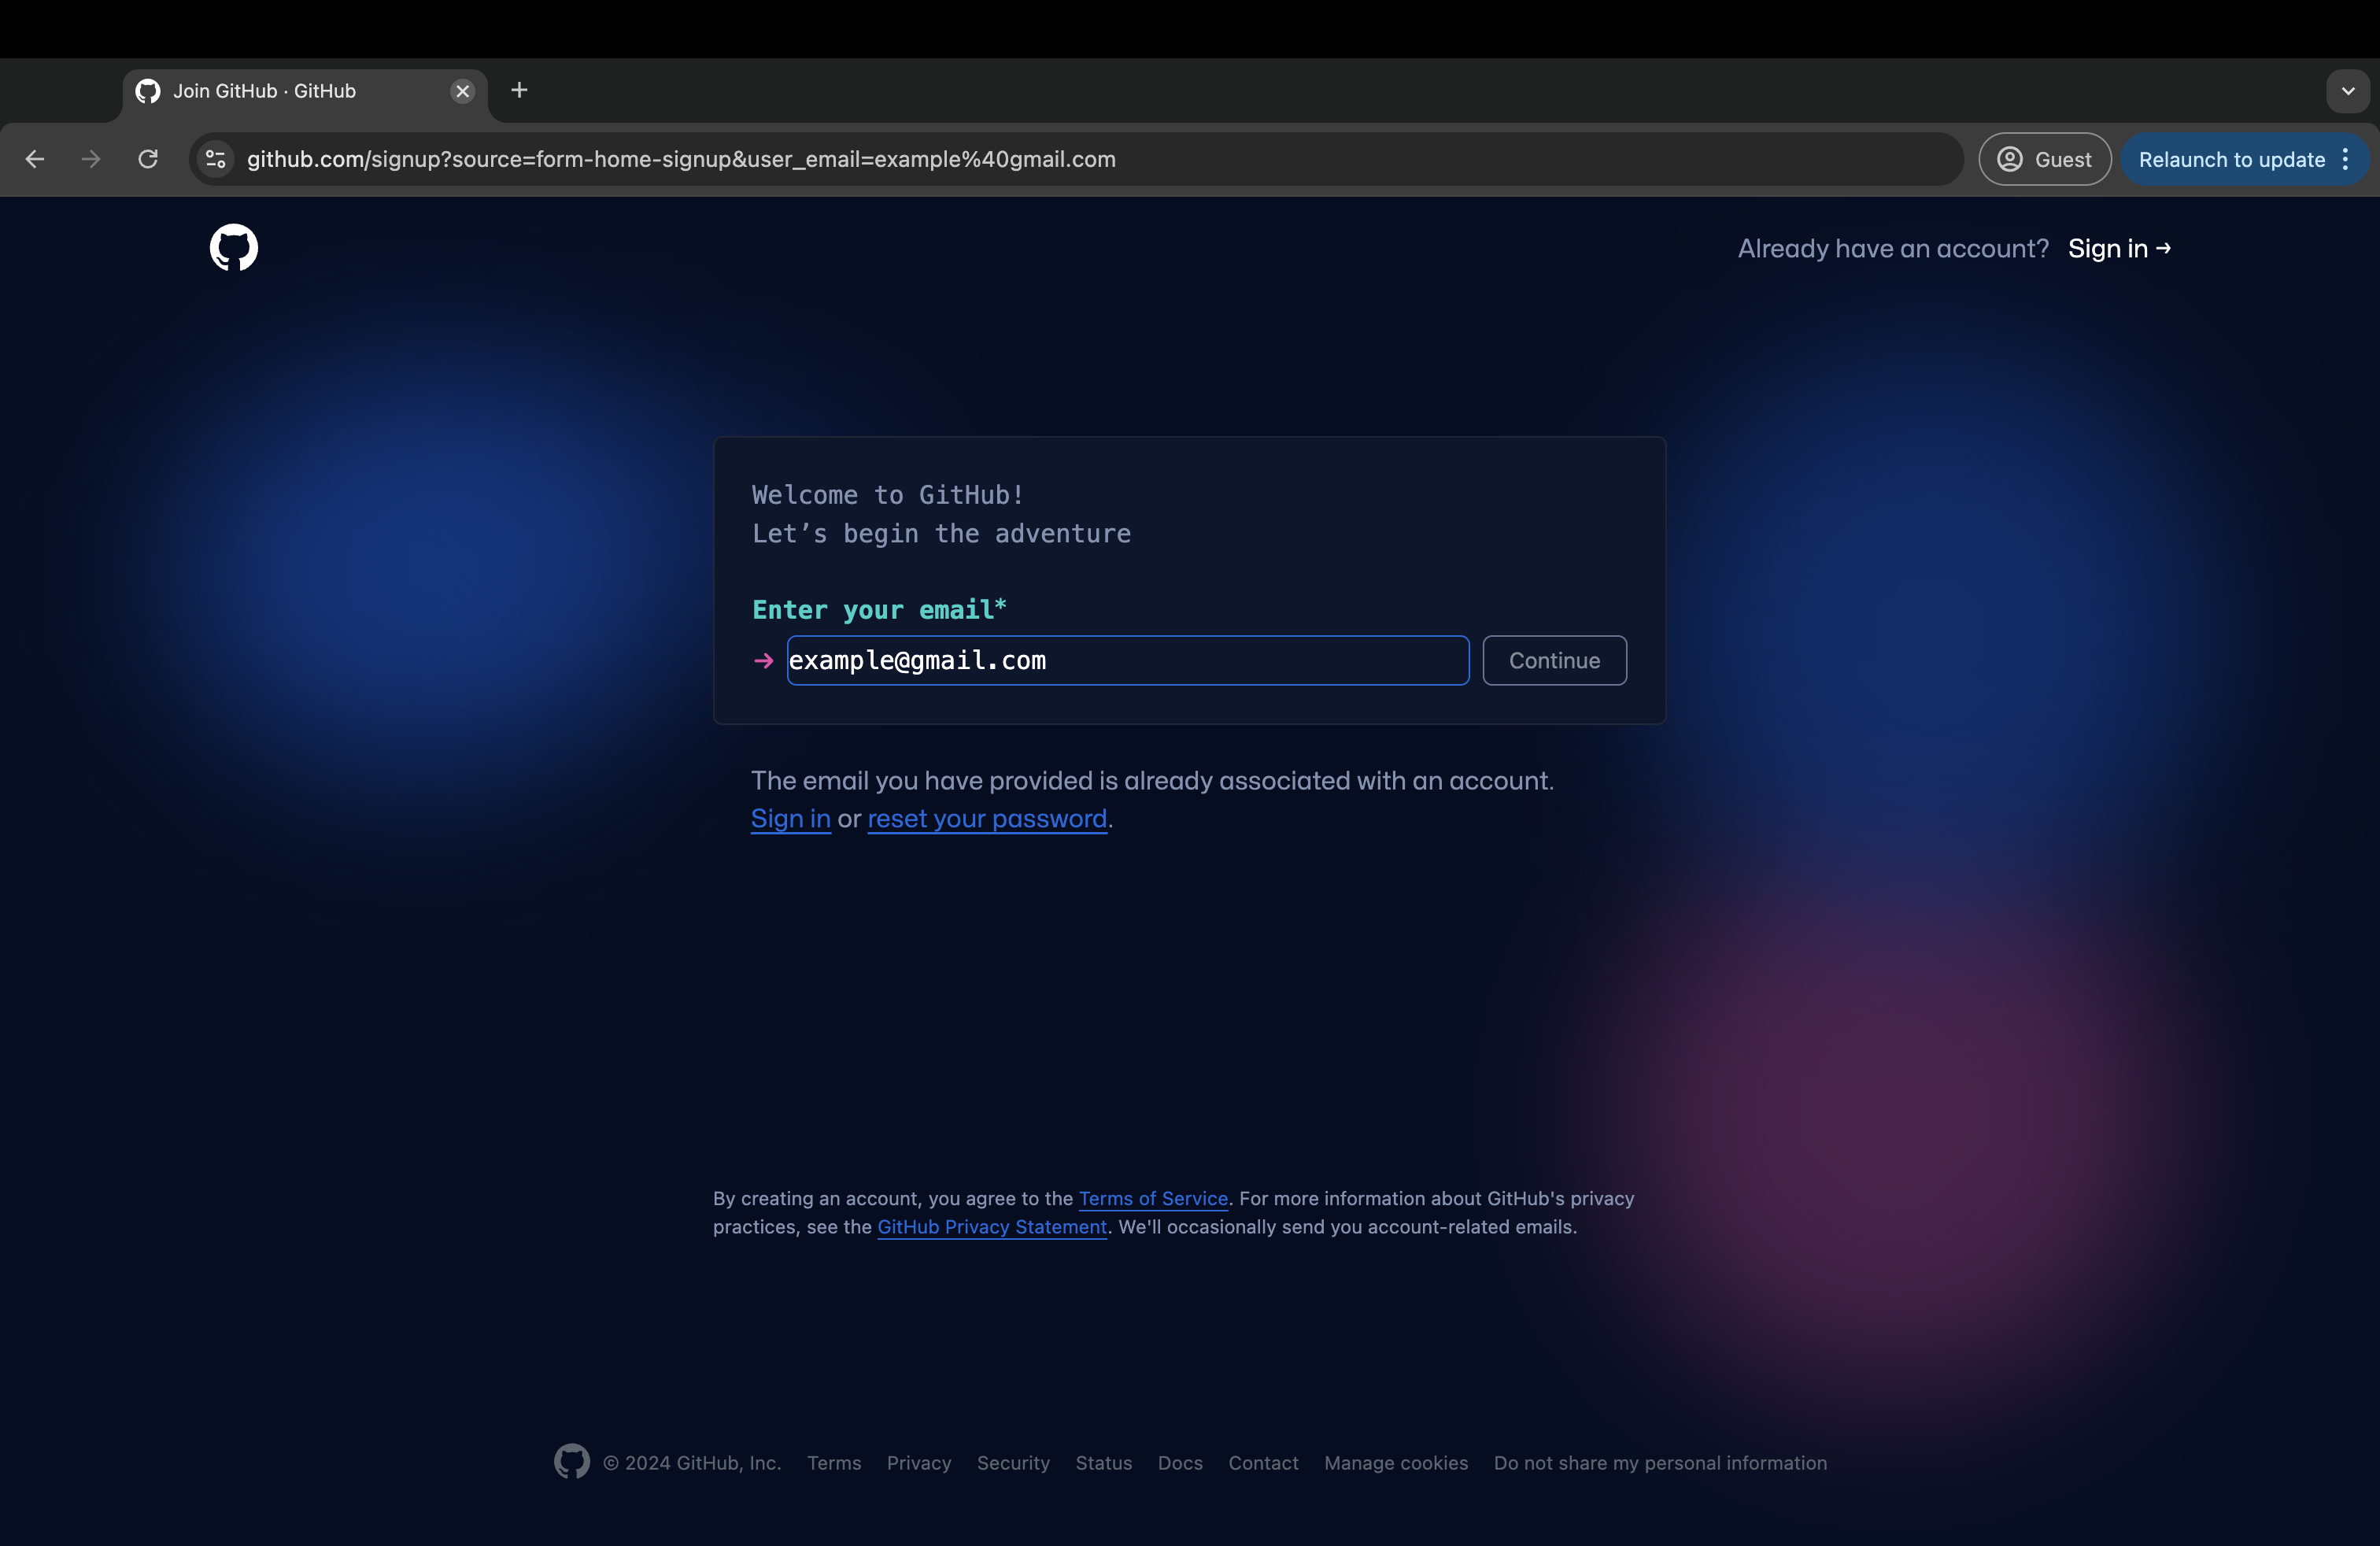 Join GitHub · GitHub
github.com/signup?source=form-home-signup&user_email=example%40gmail.com
Guest
Relaunch to update
Already have an account? Sign in →
Welcome to GitHub!
Let’s begin the adventure
Enter your email*
→ example@gmail.com
Continue
The email you have provided is already associated with an account.
Sign in or reset your password.
By creating an account, you agree to the Terms of Service. For more information about GitHub's privacy
practices, see the GitHub Privacy Statement. We'll occasionally send you account-related emails.
© 2024 GitHub, Inc. Terms Privacy Security Status Docs Contact Manage cookies Do not share my personal information